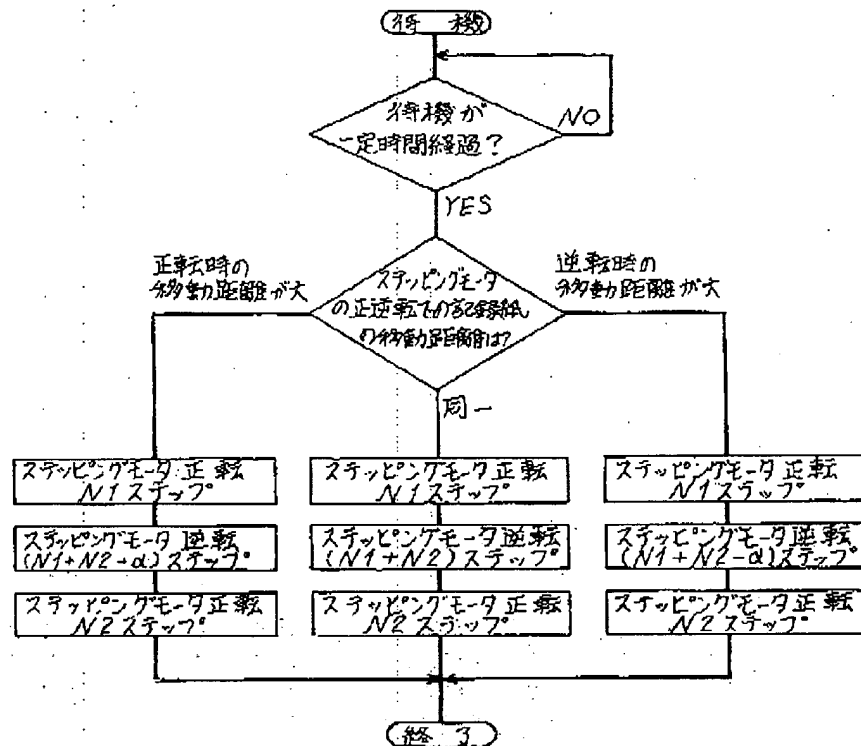 待機
待機が
一定時間経過?
NO
YES
正転時の
移動距離が大
ステッピングモータ
の正逆転での記録紙
の移動距離は?
逆転時の
移動距離が大
同一
ステッピングモータ正転
N1ステップ
ステッピングモータ逆転
(N1+N2+α)ステップ
ステッピングモータ正転
N2ステップ
ステッピングモータ正転
N1ステップ
ステッピングモータ逆転
(N1+N2)ステップ
ステッピングモータ正転
N2ステップ
ステッピングモータ正転
N1ステップ
ステッピングモータ逆転
(N1+N2-α)ステップ
ステッピングモータ正転
N2ステップ
終了